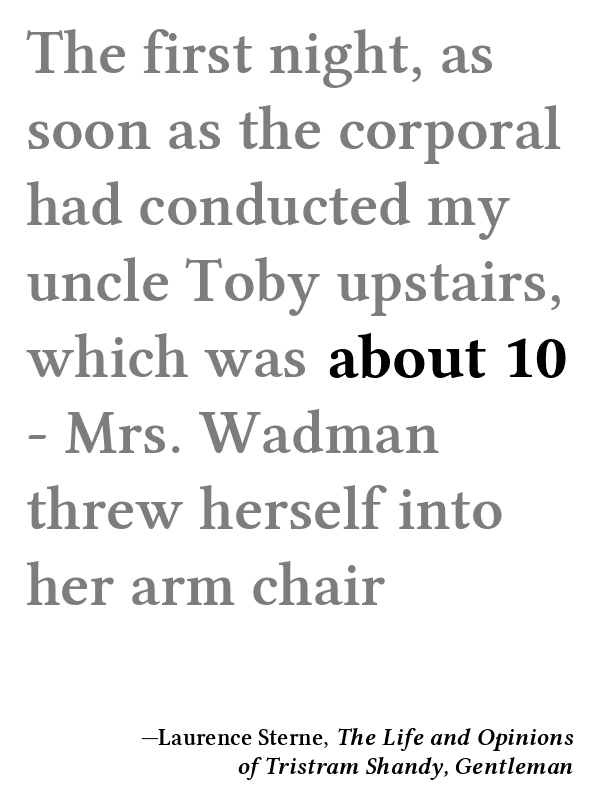 The first night, as
soon as the corporal
had conducted my
uncle Toby upstairs,
which was about 10
- Mrs. Wadman
threw herself into
her arm chair
—Laurence Sterne, The Life and Opinions
of Tristram Shandy, Gentleman